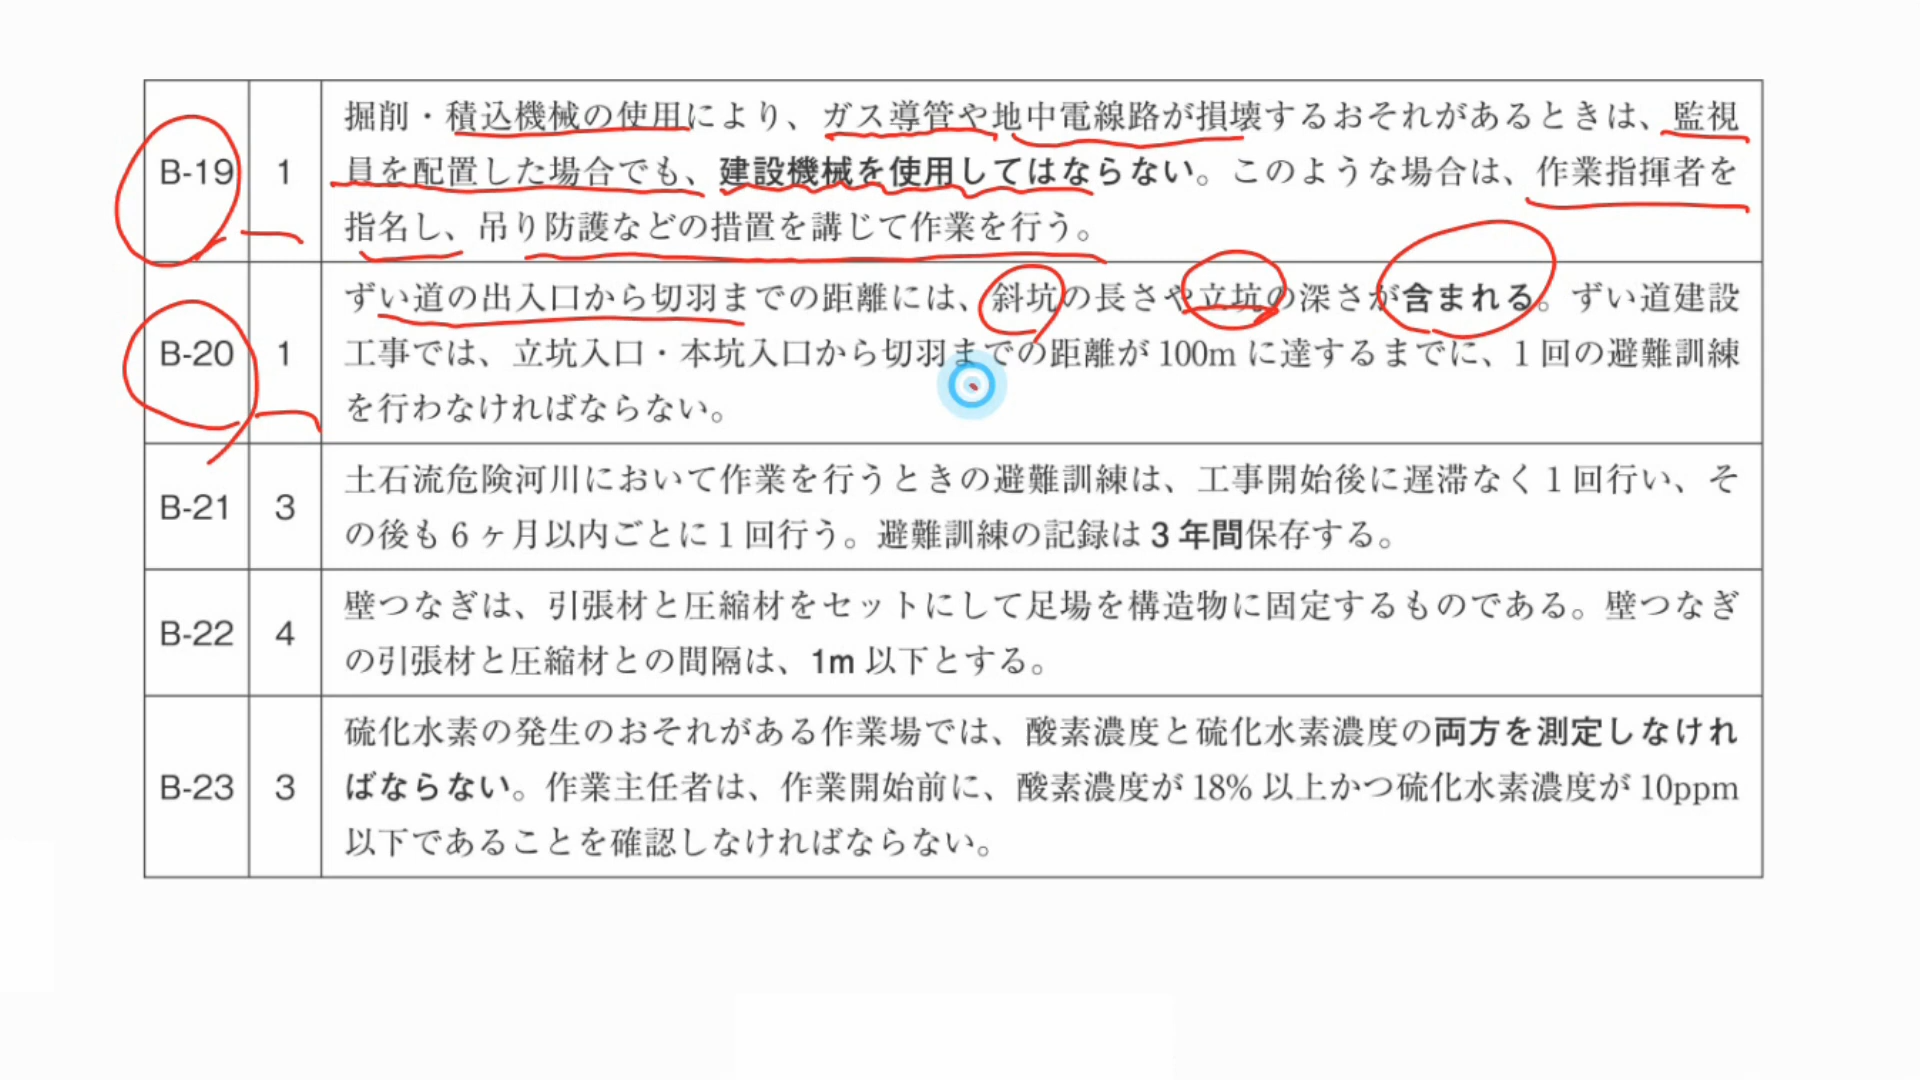 B-19 1 掘削・積込機械の使用により、ガス導管や地中電線路が損壊するおそれがあるときは、監視
員を配置した場合でも、建設機械を使用してはならない。このような場合は、作業指揮者を
指名し、吊り防護などの措置を講じて作業を行う。
B-20 1 ずい道の出入口から切羽までの距離には、斜坑の長さや立坑の深さが含まれる。ずい道建設
工事では、立坑入口・本坑入口から切羽までの距離が 100m に達するまでに、1 回の避難訓練
を行わなければならない。
B-21 3 土石流危険河川において作業を行うときの避難訓練は、工事開始後に遅滞なく 1 回行い、そ
の後も 6 ヶ月以内ごとに 1 回行う。避難訓練の記録は 3 年間保存する。
B-22 4 壁つなぎは、引張材と圧縮材をセットにして足場を構造物に固定するものである。壁つなぎ
の引張材と圧縮材との間隔は、1m 以下とする。
B-23 3 硫化水素の発生のおそれがある作業場では、酸素濃度と硫化水素濃度の両方を測定しなけれ
ばならない。作業主任者は、作業開始前に、酸素濃度が 18% 以上かつ硫化水素濃度が 10ppm
以下であることを確認しなければならない。